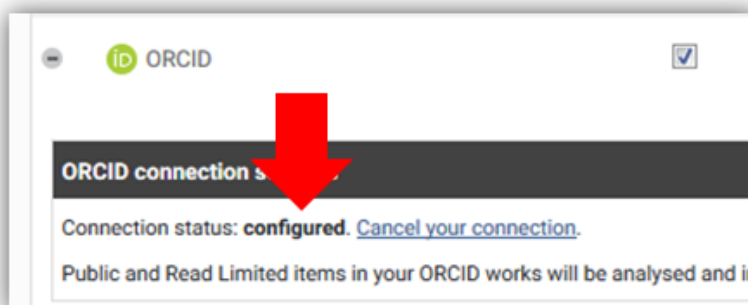 iD ORCID
ORCID connection s
Connection status: configured. Cancel your connection.
Public and Read Limited items in your ORCID works will be analysed and